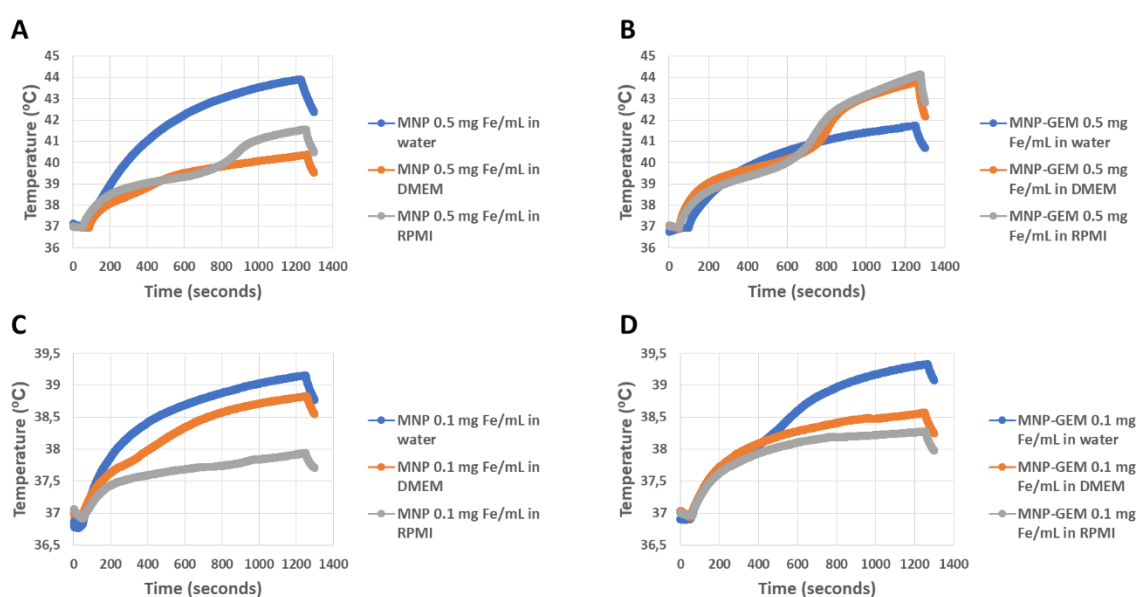 A
45
44
43
42
41
40
39
38
37
36
Temperature (ºC)
0 200 400 600 800 1000 1200 1400
Time (seconds)
MNP 0.5 mg Fe/mL in
water
MNP 0.5 mg Fe/mL in
DMEM
MNP 0.5 mg Fe/mL in
RPMI
B
45
44
43
42
41
40
39
38
37
36
Temperature (ºC)
0 200 400 600 800 1000 1200 1400
Time (seconds)
MNP-GEM 0.5 mg
Fe/mL in water
MNP-GEM 0.5 mg
Fe/mL in DMEM
MNP-GEM 0.5 mg
Fe/mL in RPMI
C
39,5
39
38,5
38
37,5
37
36,5
Temperature (ºC)
0 200 400 600 800 1000 1200 1400
Time (seconds)
MNP 0.1 mg Fe/mL in
water
MNP 0.1 mg Fe/mL in
DMEM
MNP 0.1 mg Fe/mL in
RPMI
D
39,5
39
38,5
38
37,5
37
36,5
Temperature (ºC)
0 200 400 600 800 1000 1200 1400
Time (seconds)
MNP-GEM 0.1 mg
Fe/mL in water
MNP-GEM 0.1 mg
Fe/mL in DMEM
MNP-GEM 0.1 mg
Fe/mL in RPMI